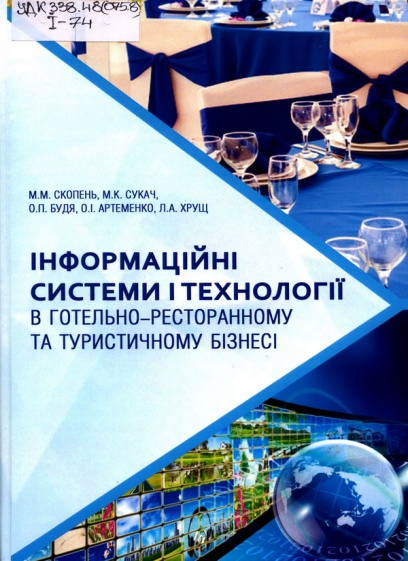 УДК 338.48(075.8)
І-74
М.М. СКОПЕНЬ, М.К. СУКАЧ,
О.П. БУДЯ, О.І. АРТЕМЕНКО, Л.А. ХРУЩ
ІНФОРМАЦІЙНІ
СИСТЕМИ І ТЕХНОЛОГІЇ
В ГОТЕЛЬНО–РЕСТОРАННОМУ
ТА ТУРИСТИЧНОМУ БІЗНЕСІ